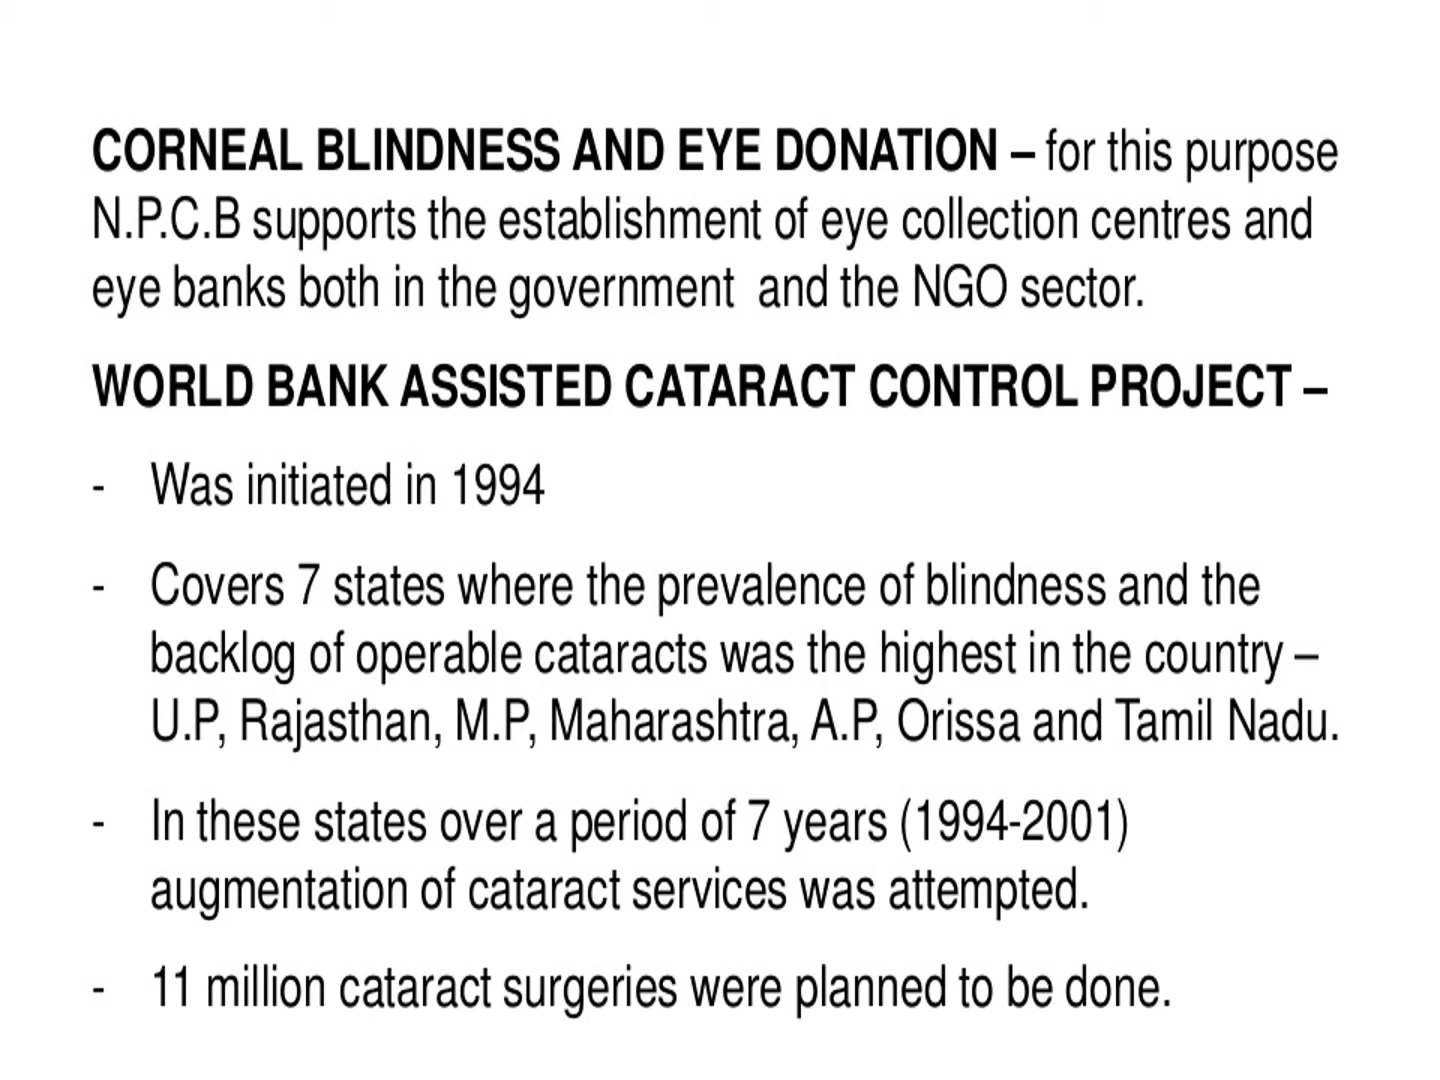 CORNEAL BLINDNESS AND EYE DONATION – for this purpose
N.P.C.B supports the establishment of eye collection centres and
eye banks both in the government  and the NGO sector.
WORLD BANK ASSISTED CATARACT CONTROL PROJECT –
- Was initiated in 1994
- Covers 7 states where the prevalence of blindness and the
backlog of operable cataracts was the highest in the country –
U.P, Rajasthan, M.P, Maharashtra, A.P, Orissa and Tamil Nadu.
- In these states over a period of 7 years (1994-2001)
augmentation of cataract services was attempted.
- 11 million cataract surgeries were planned to be done.